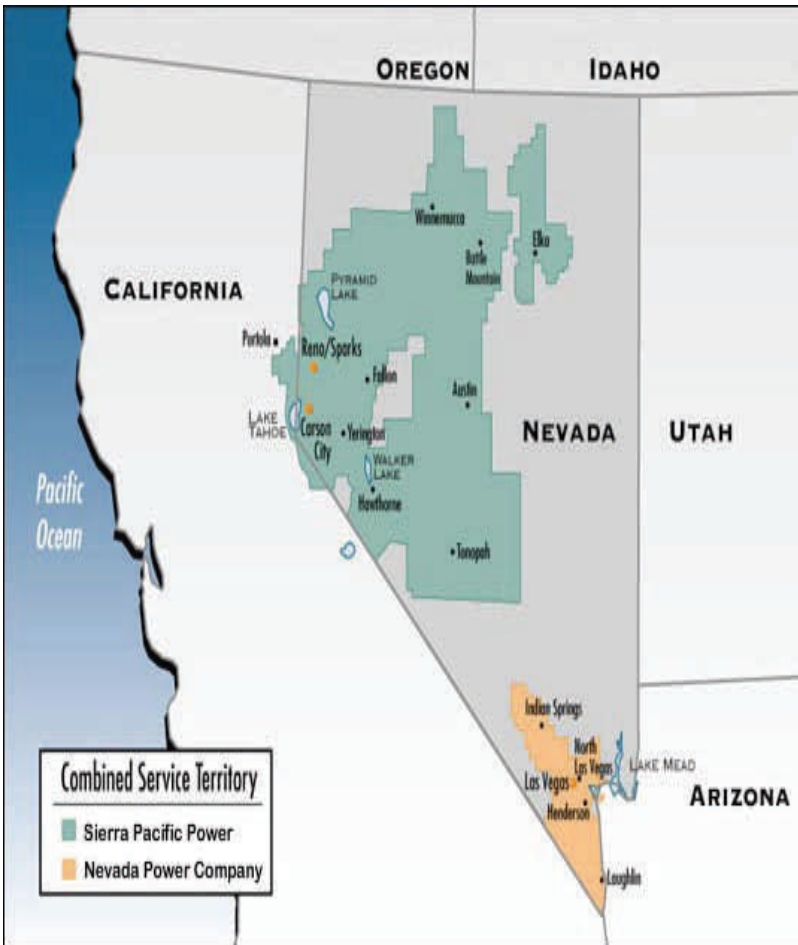 OREGON
IDAHO
Winnemucca
Battle
Mountain
Elko
PYRAMID
LAKE
CALIFORNIA
Portola
Reno/Sparks
Fallon
Austin
LAKE
TAHOE
Carson
City
Yerington
NEVADA
UTAH
WALKER
LAKE
Hawthorne
Pacific
Ocean
Tonopah
Indian Springs
North
Las Vegas
LAKE MEAD
Las Vegas
Henderson
ARIZONA
Laughlin
Combined Service Territory
Sierra Pacific Power
Nevada Power Company